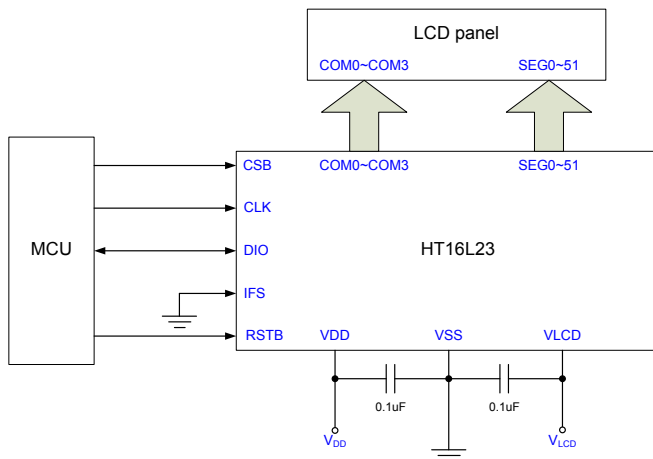 LCD panel
COM0~COM3 SEG0~51
COM0~COM3 SEG0~51
CSB
CLK
MCU DIO HT16L23
IFS
RSTB VDD VSS VLCD
0.1uF 0.1uF
VDD VLCD